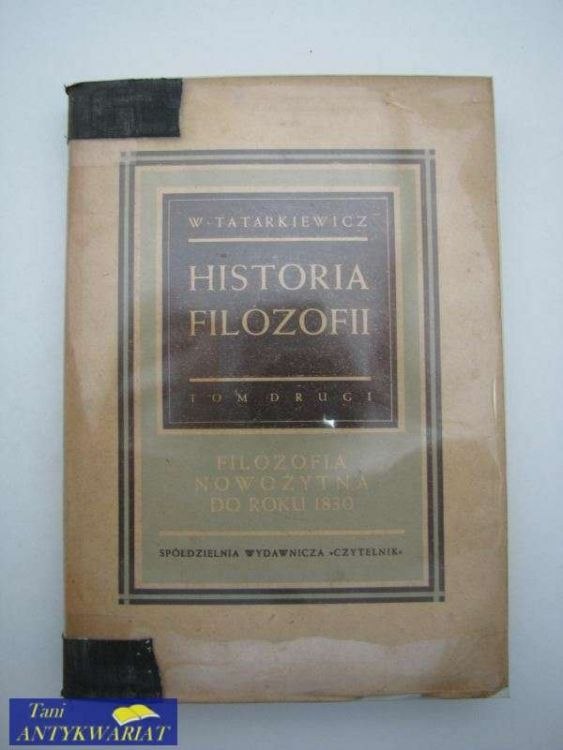 W·TATARKIEWICZ
HISTORIA
FILOZOFII
TOM DRUGI
FILOZOFIA
NOWOŻYTNA
DO ROKU 1830
SPÓŁDZIELNIA WYDAWNICZA »CZYTELNIK«
Tani
ANTYKWARIAT